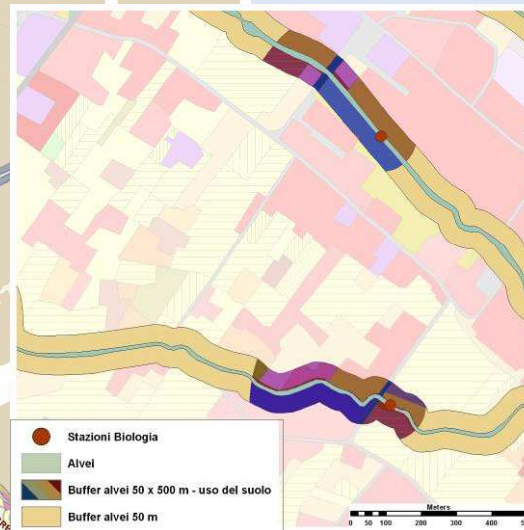 Stazioni Biologia
Alvei
Buffer alvei 50 x 500 m - uso del suolo
Buffer alvei 50 m
Meters
0 50 100 200 300 400